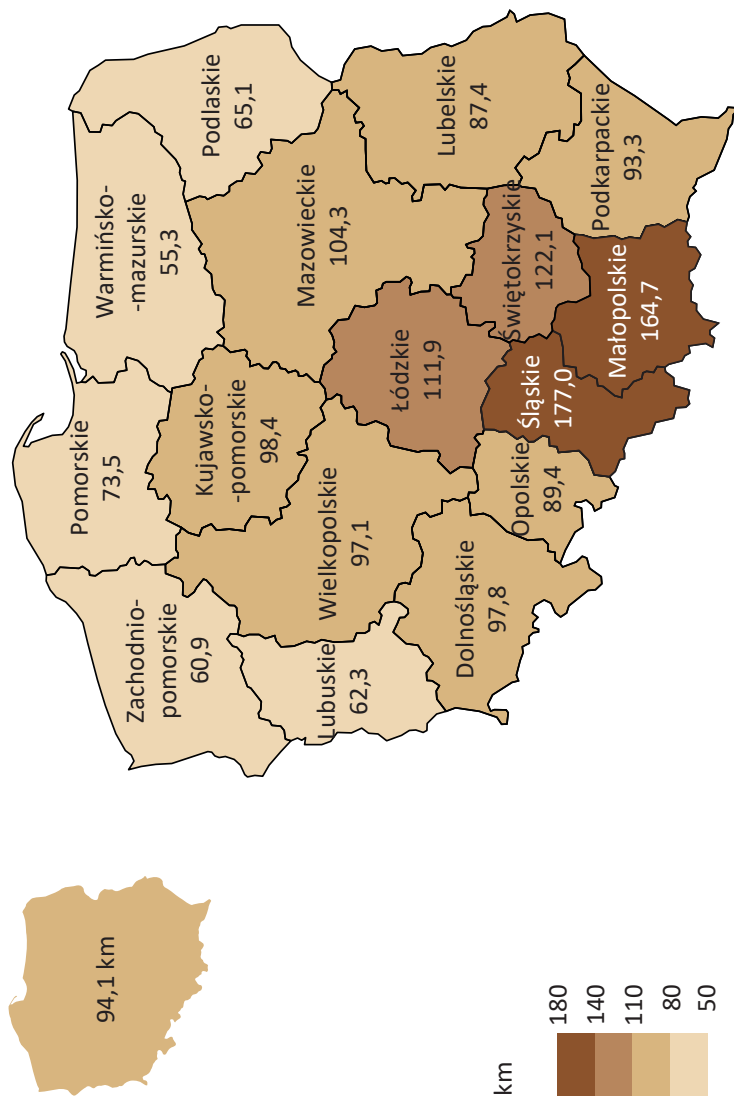 94,1 km
Zachodnio-
pomorskie
60,9
Pomorskie
73,5
Warmińsko-
-mazurskie
55,3
Podlaskie
65,1
Kujawsko-
-pomorskie
98,4
Mazowieckie
104,3
Lubuskie
62,3
Wielkopolskie
97,1
Łódzkie
111,9
Lubelskie
87,4
Dolnośląskie
97,8
Opolskie
89,4
Śląskie
177,0
Świętokrzyskie
122,1
Małopolskie
164,7
Podkarpackie
93,3
km
180
140
110
80
50